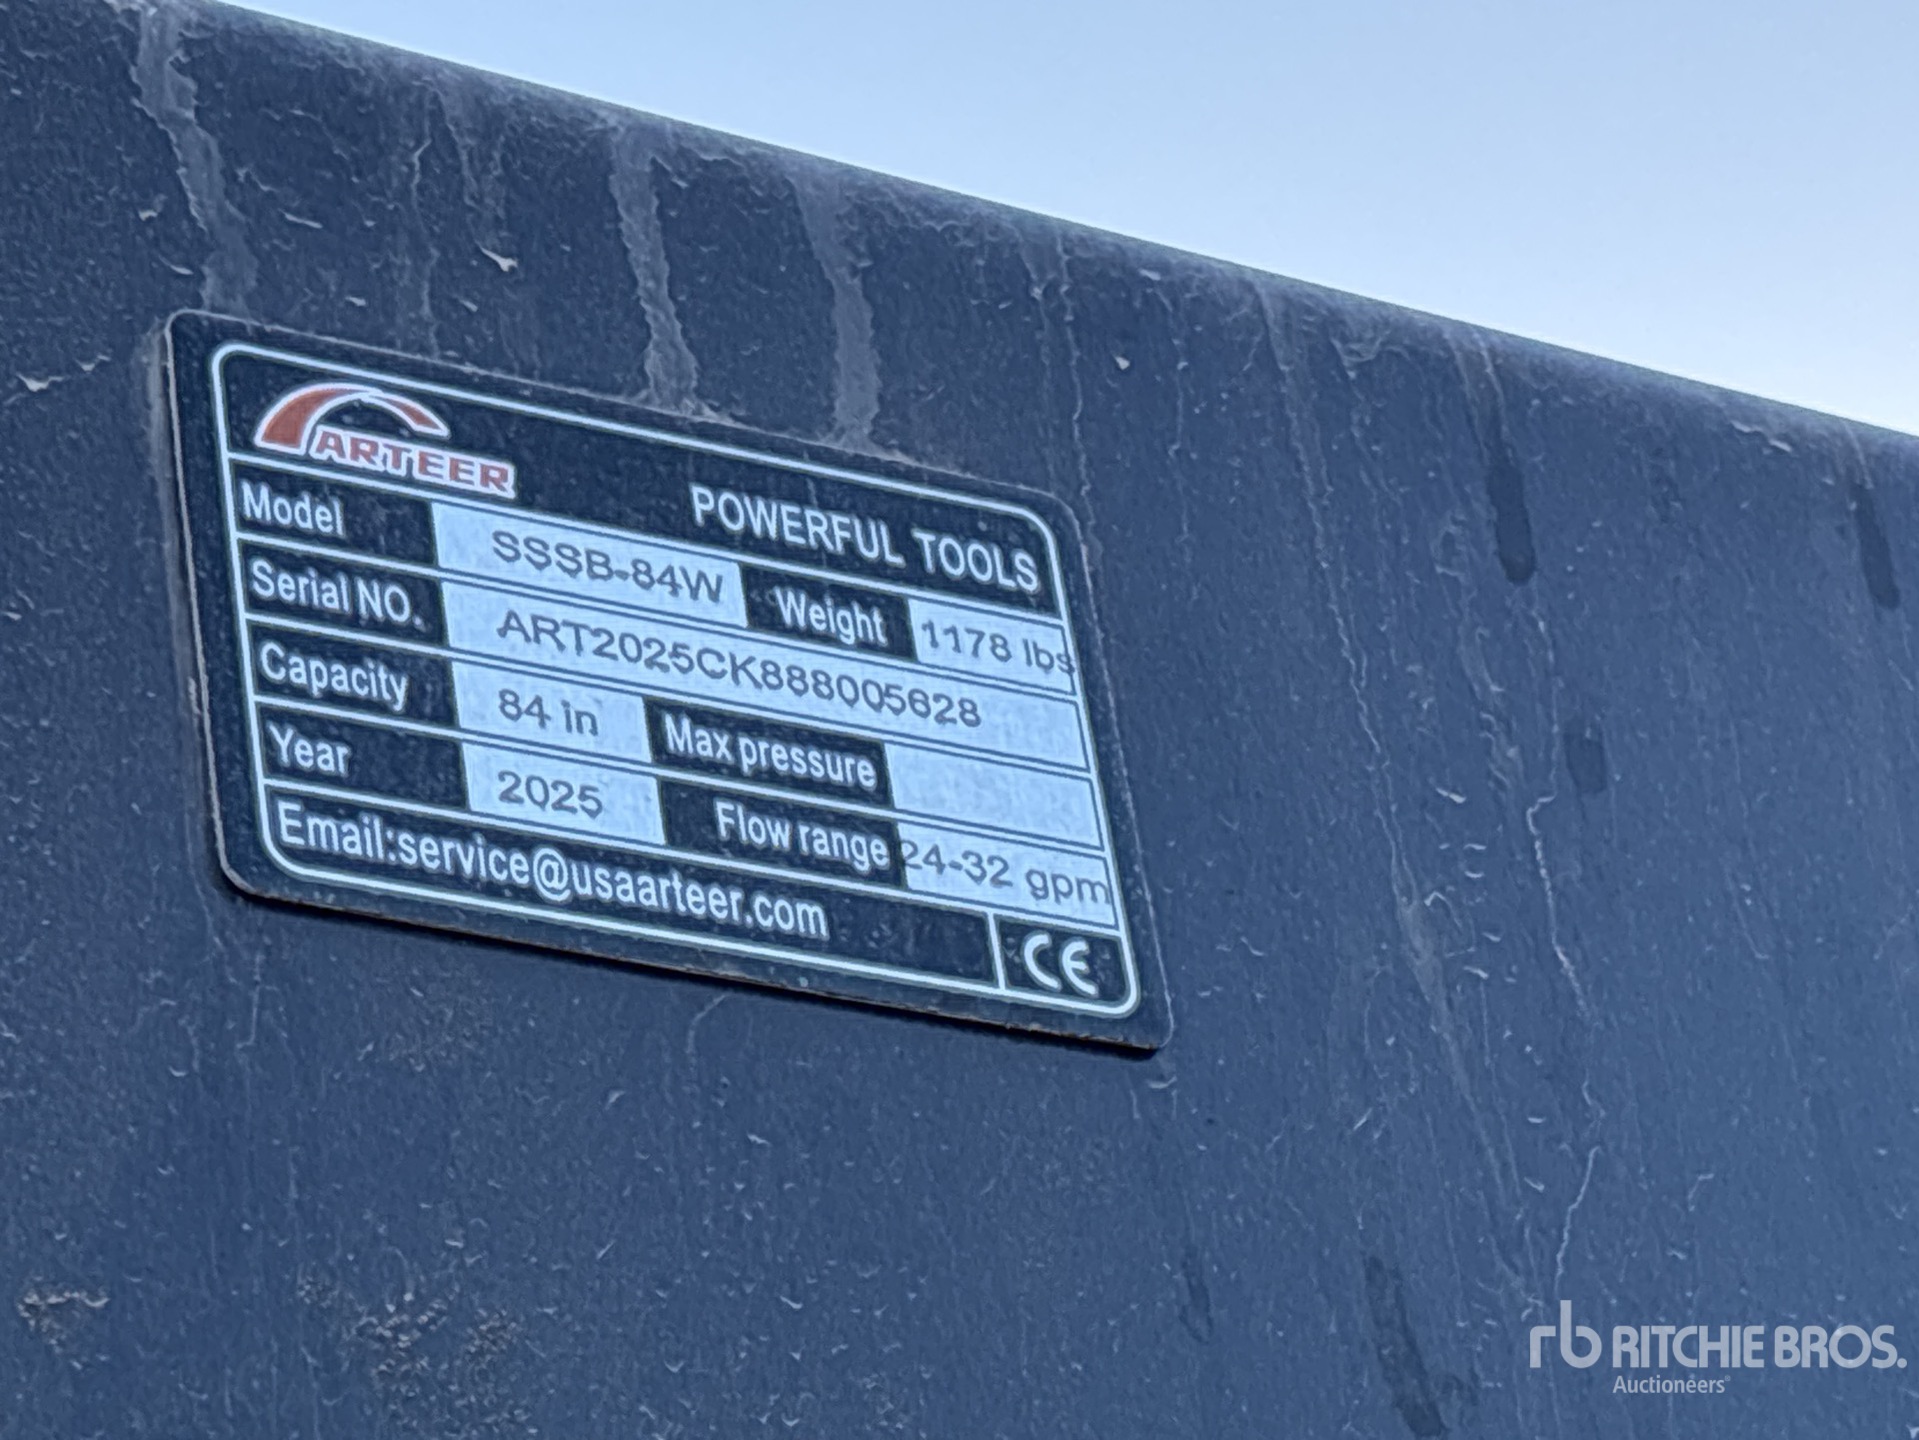 ARTEER
POWERFUL TOOLS
Model SSSB-84W Weight 1178 lbs
Serial NO. ART2025CK888005628
Capacity 84 in Max pressure
Year 2025 Flow range 24-32 gpm
Email:service@usaarteer.com CE
rb RITCHIE BROS.
Auctioneers